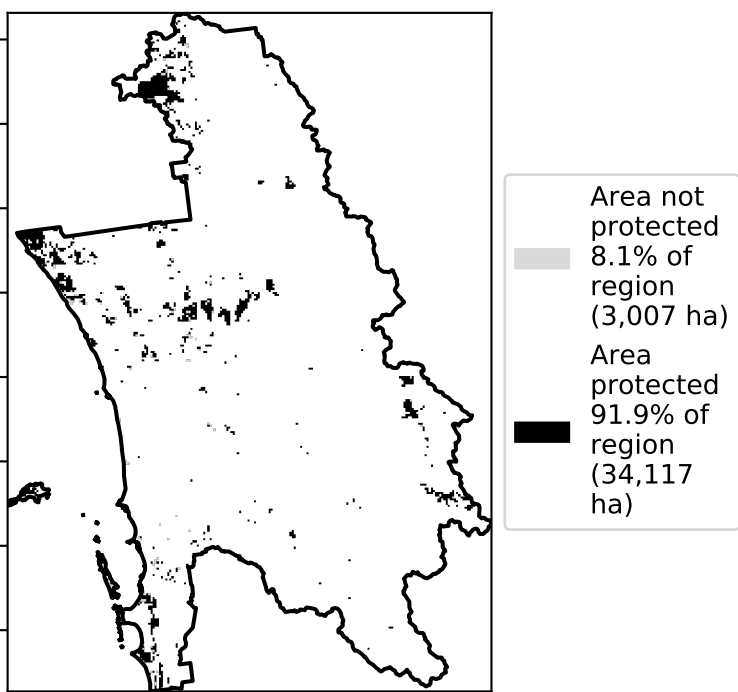 Area not
protected
8.1% of
region
(3,007 ha)
Area
protected
91.9% of
region
(34,117
ha)